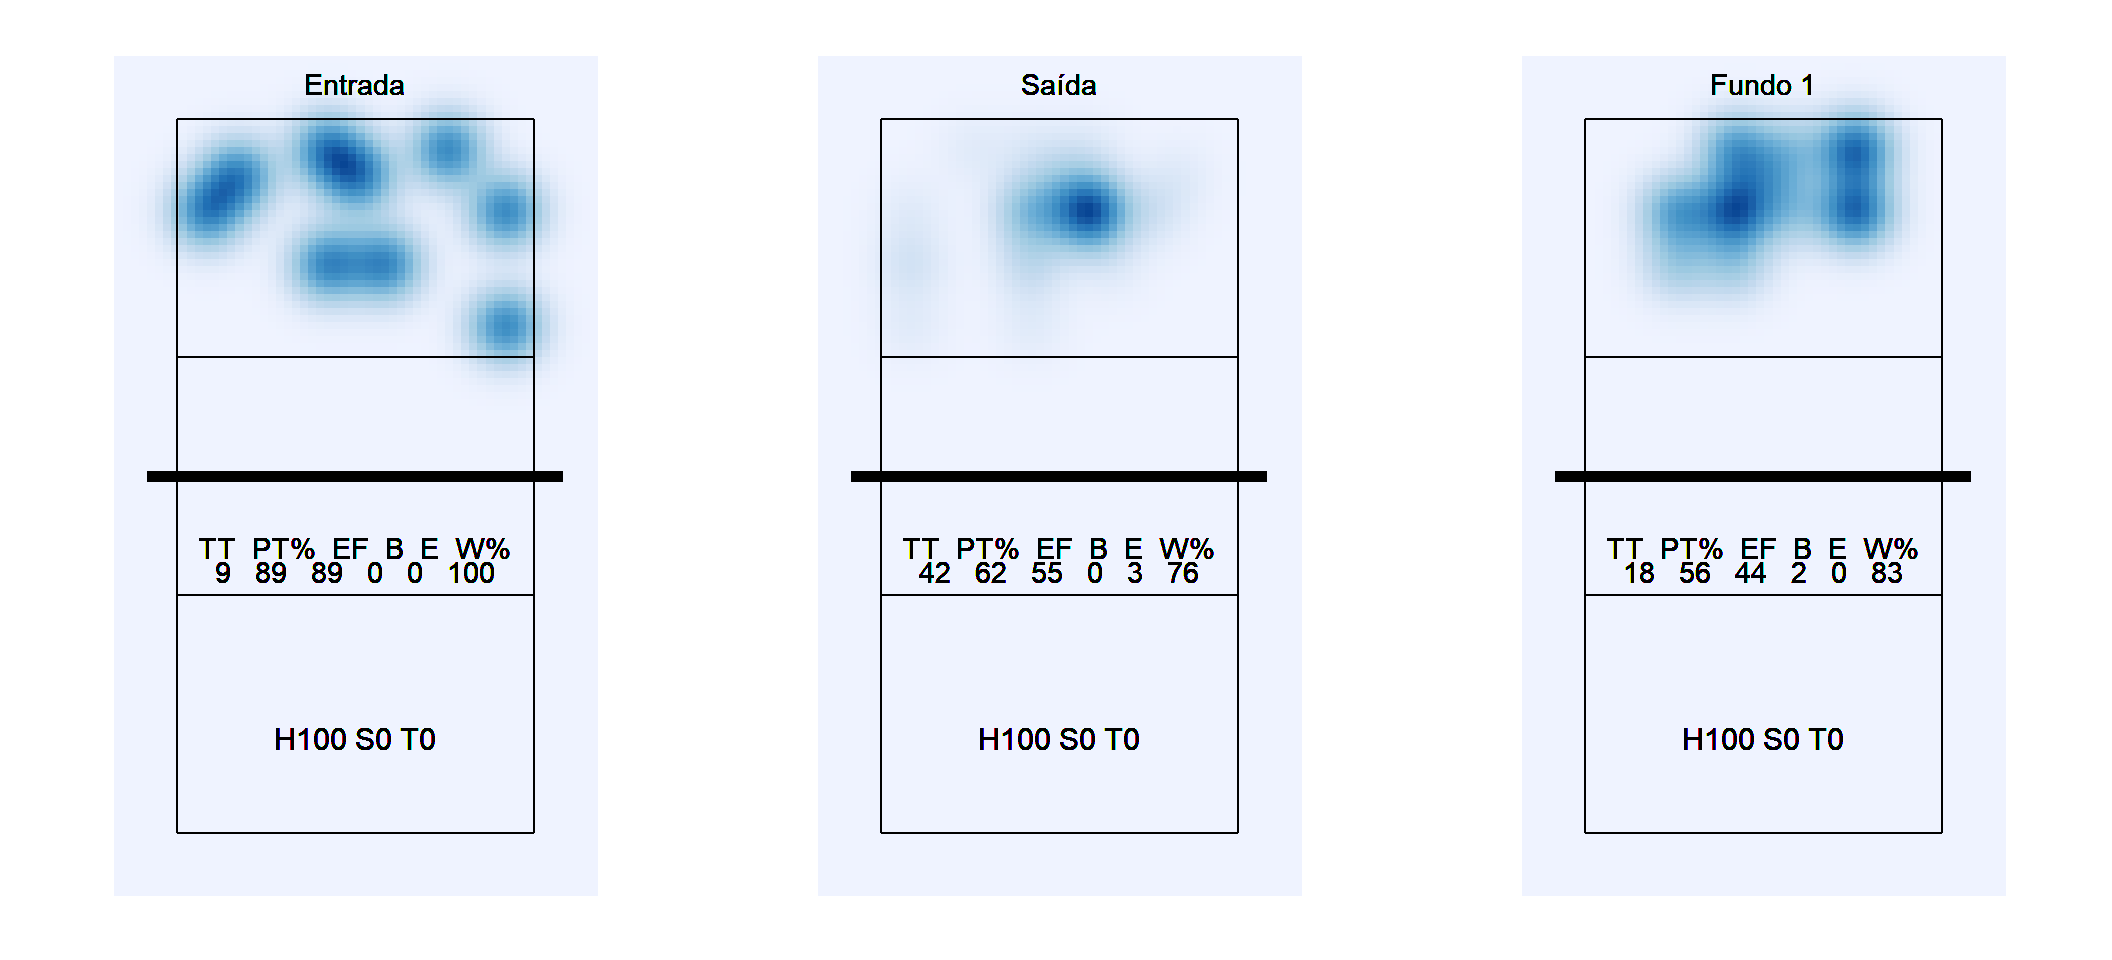 Entrada
TT PT% EF B E W%
9 89 89 0 0 100
H100 S0 T0
Saída
TT PT% EF B E W%
42 62 55 0 3 76
H100 S0 T0
Fundo 1
TT PT% EF B E W%
18 56 44 2 0 83
H100 S0 T0